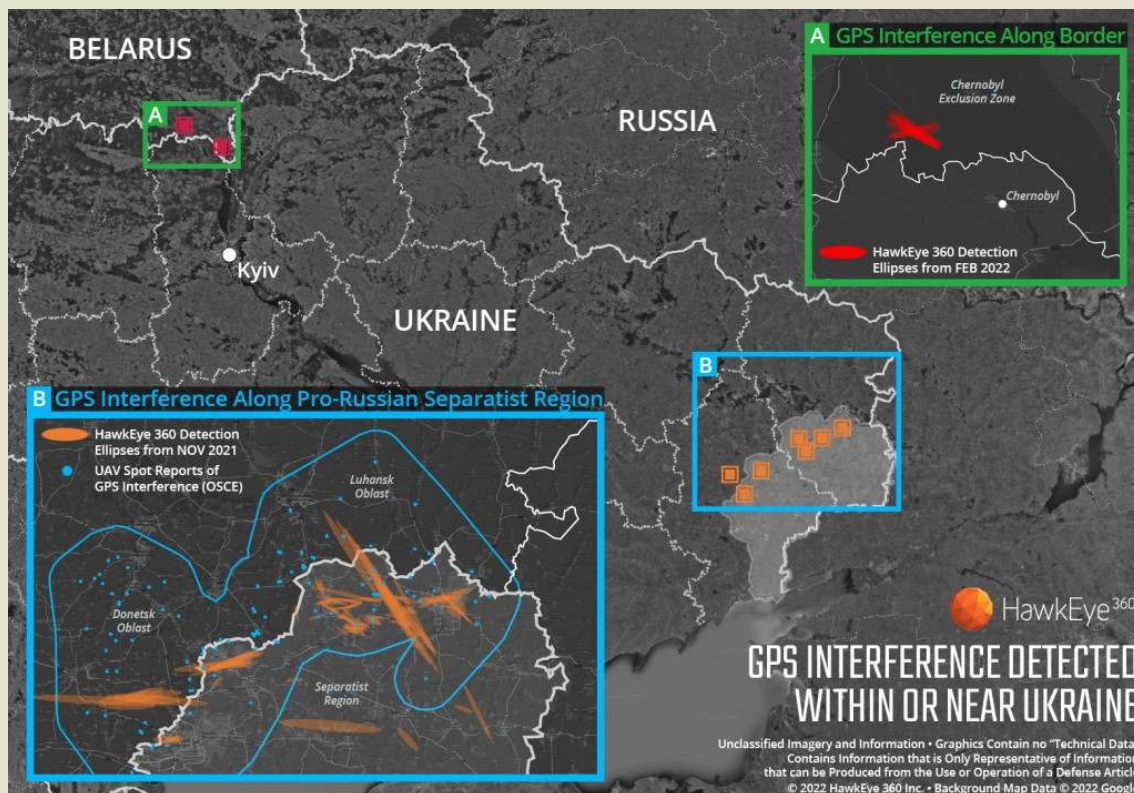 BELARUS
A GPS Interference Along Border
Chernobyl
Exclusion Zone
A
RUSSIA
Chernobyl
HawkEye 360 Detection
Ellipses from FEB 2022
Kyiv
UKRAINE
B
B GPS Interference Along Pro-Russian Separatist Region
HawkEye 360 Detection
Ellipses from NOV 2021
UAV Spot Reports of
GPS Interference (OSCE)
Luhansk
Oblast
Donetsk
Oblast
Separatist
Region
HawkEye 360
GPS INTERFERENCE DETECTED
WITHIN OR NEAR UKRAINE
Unclassified Imagery and Information • Graphics Contain no "Technical Data
Contains Information that is Only Representative of Information
that can be Produced from the Use or Operation of a Defense Article
© 2022 HawkEye 360 Inc. • Background Map Data © 2022 Google